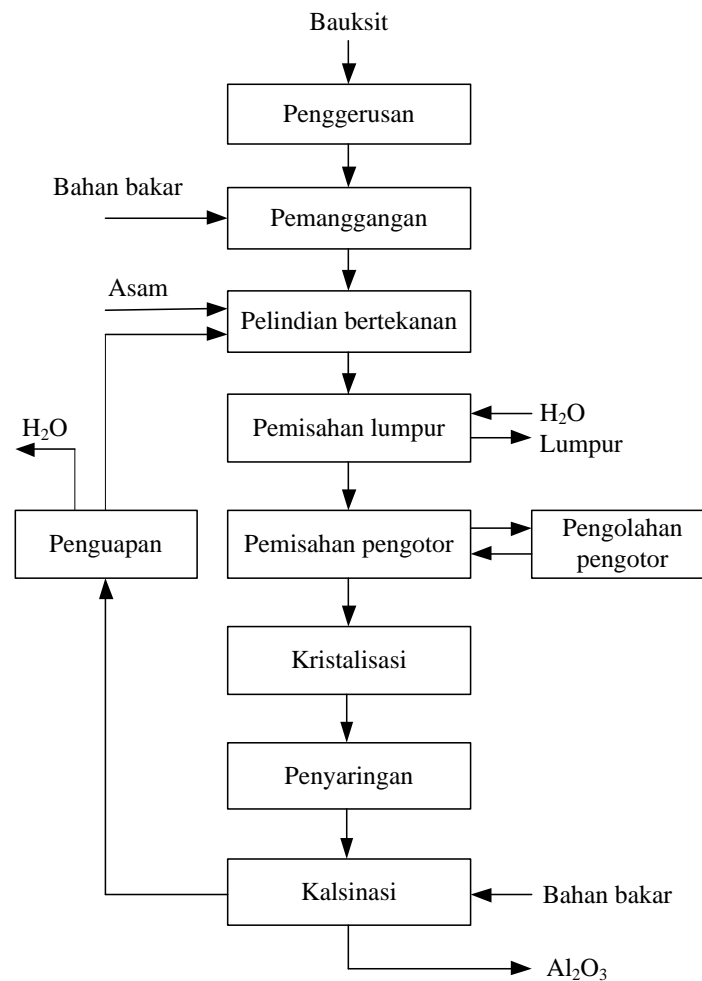 Bauksit
Penggerusan
Bahan bakar
Pemanggangan
Asam
Pelindian bertekanan
H₂O
Pemisahan lumpur
H₂O
Lumpur
Penguapan
Pemisahan pengotor
Pengolahan
pengotor
Kristalisasi
Penyaringan
Kalsinasi
Bahan bakar
Al₂O₃